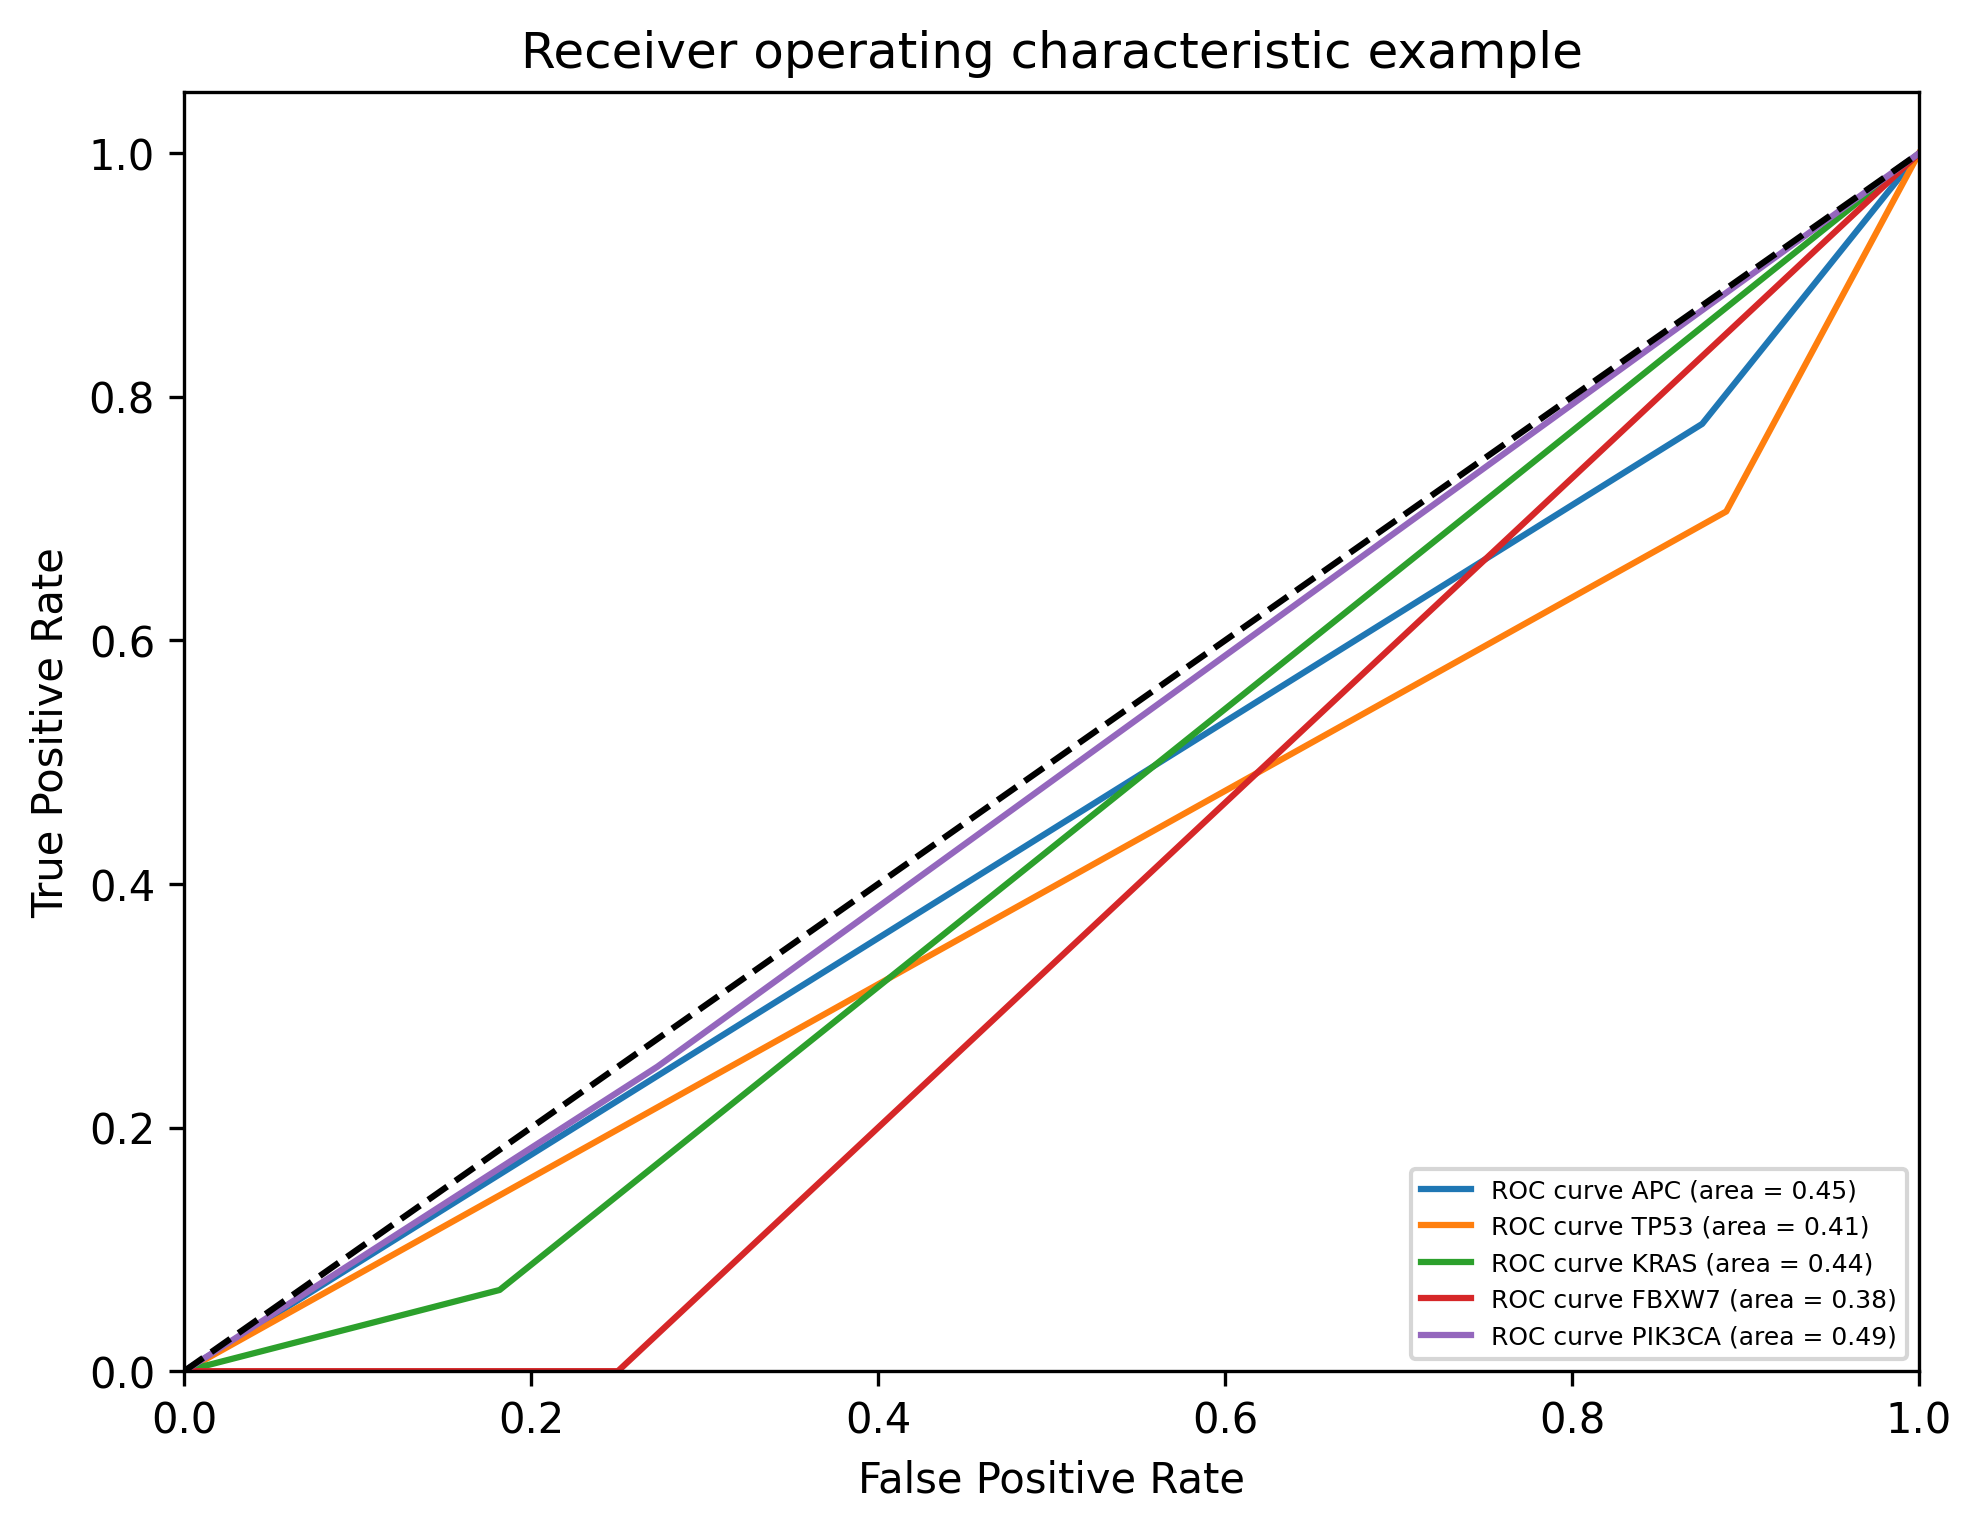 Receiver operating characteristic example
True Positive Rate
1.0
0.8
0.6
0.4
0.2
0.0
ROC curve APC (area = 0.45)
ROC curve TP53 (area = 0.41)
ROC curve KRAS (area = 0.44)
ROC curve FBXW7 (area = 0.38)
ROC curve PIK3CA (area = 0.49)
0.0 0.2 0.4 0.6 0.8 1.0
False Positive Rate